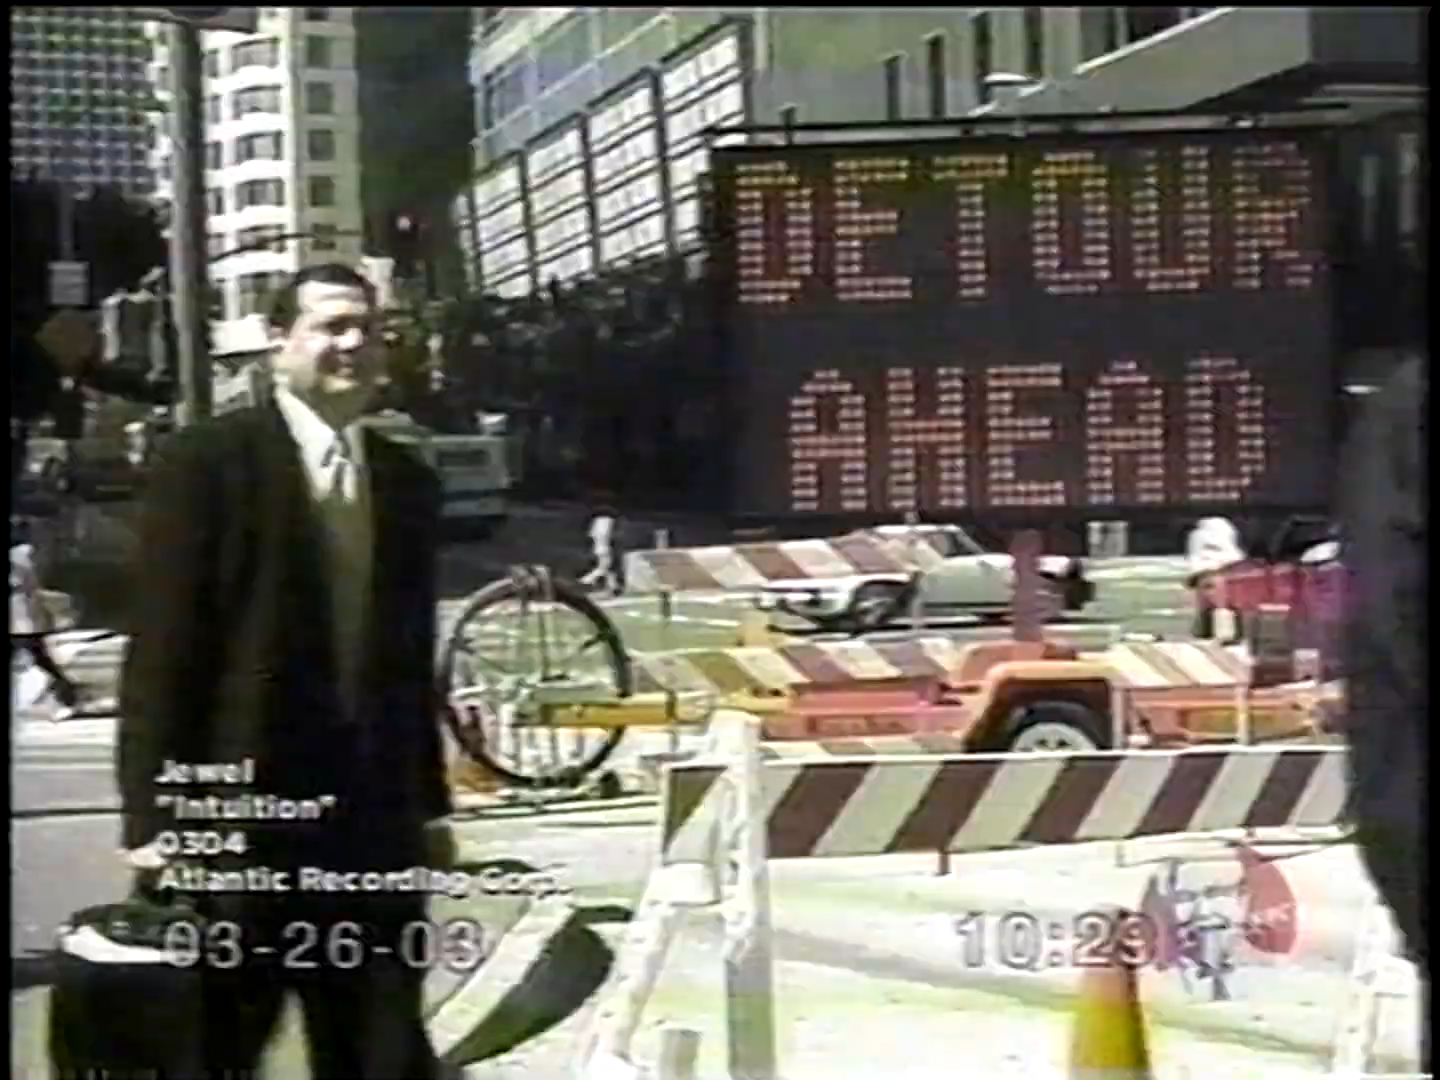 DETOUR
AHEAD
Jewel
"Intuition"
0304
Atlantic Recording Corp.
03-26-03
10:29